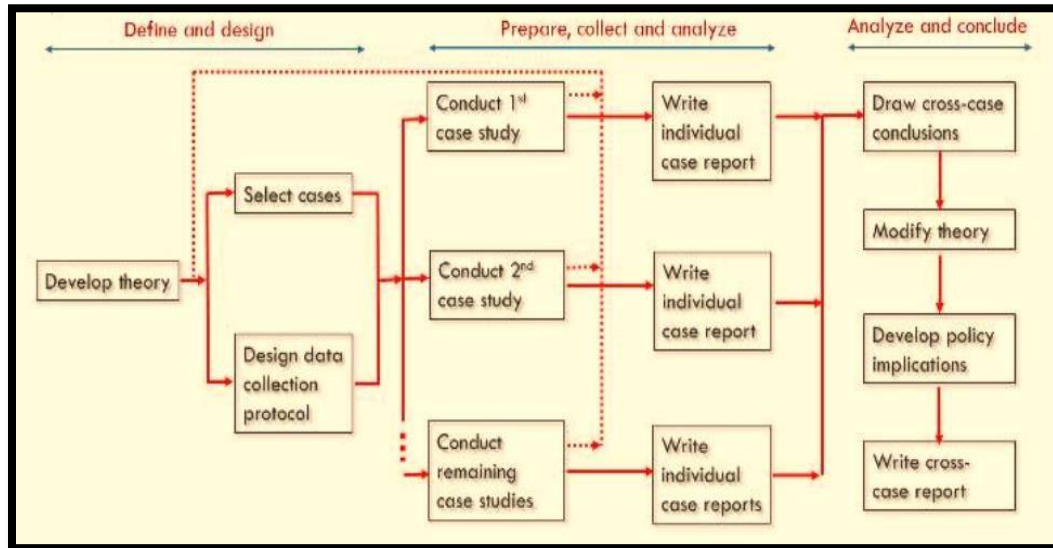 Define and design
Prepare, collect and analyze
Analyze and conclude
Develop theory
Select cases
Design data
collection
protocol
Conduct 1st
case study
Conduct 2nd
case study
Conduct
remaining
case studies
Write
individual
case report
Write
individual
case report
Write
individual
case reports
Draw cross-case
conclusions
Modify theory
Develop policy
implications
Write cross-
case report